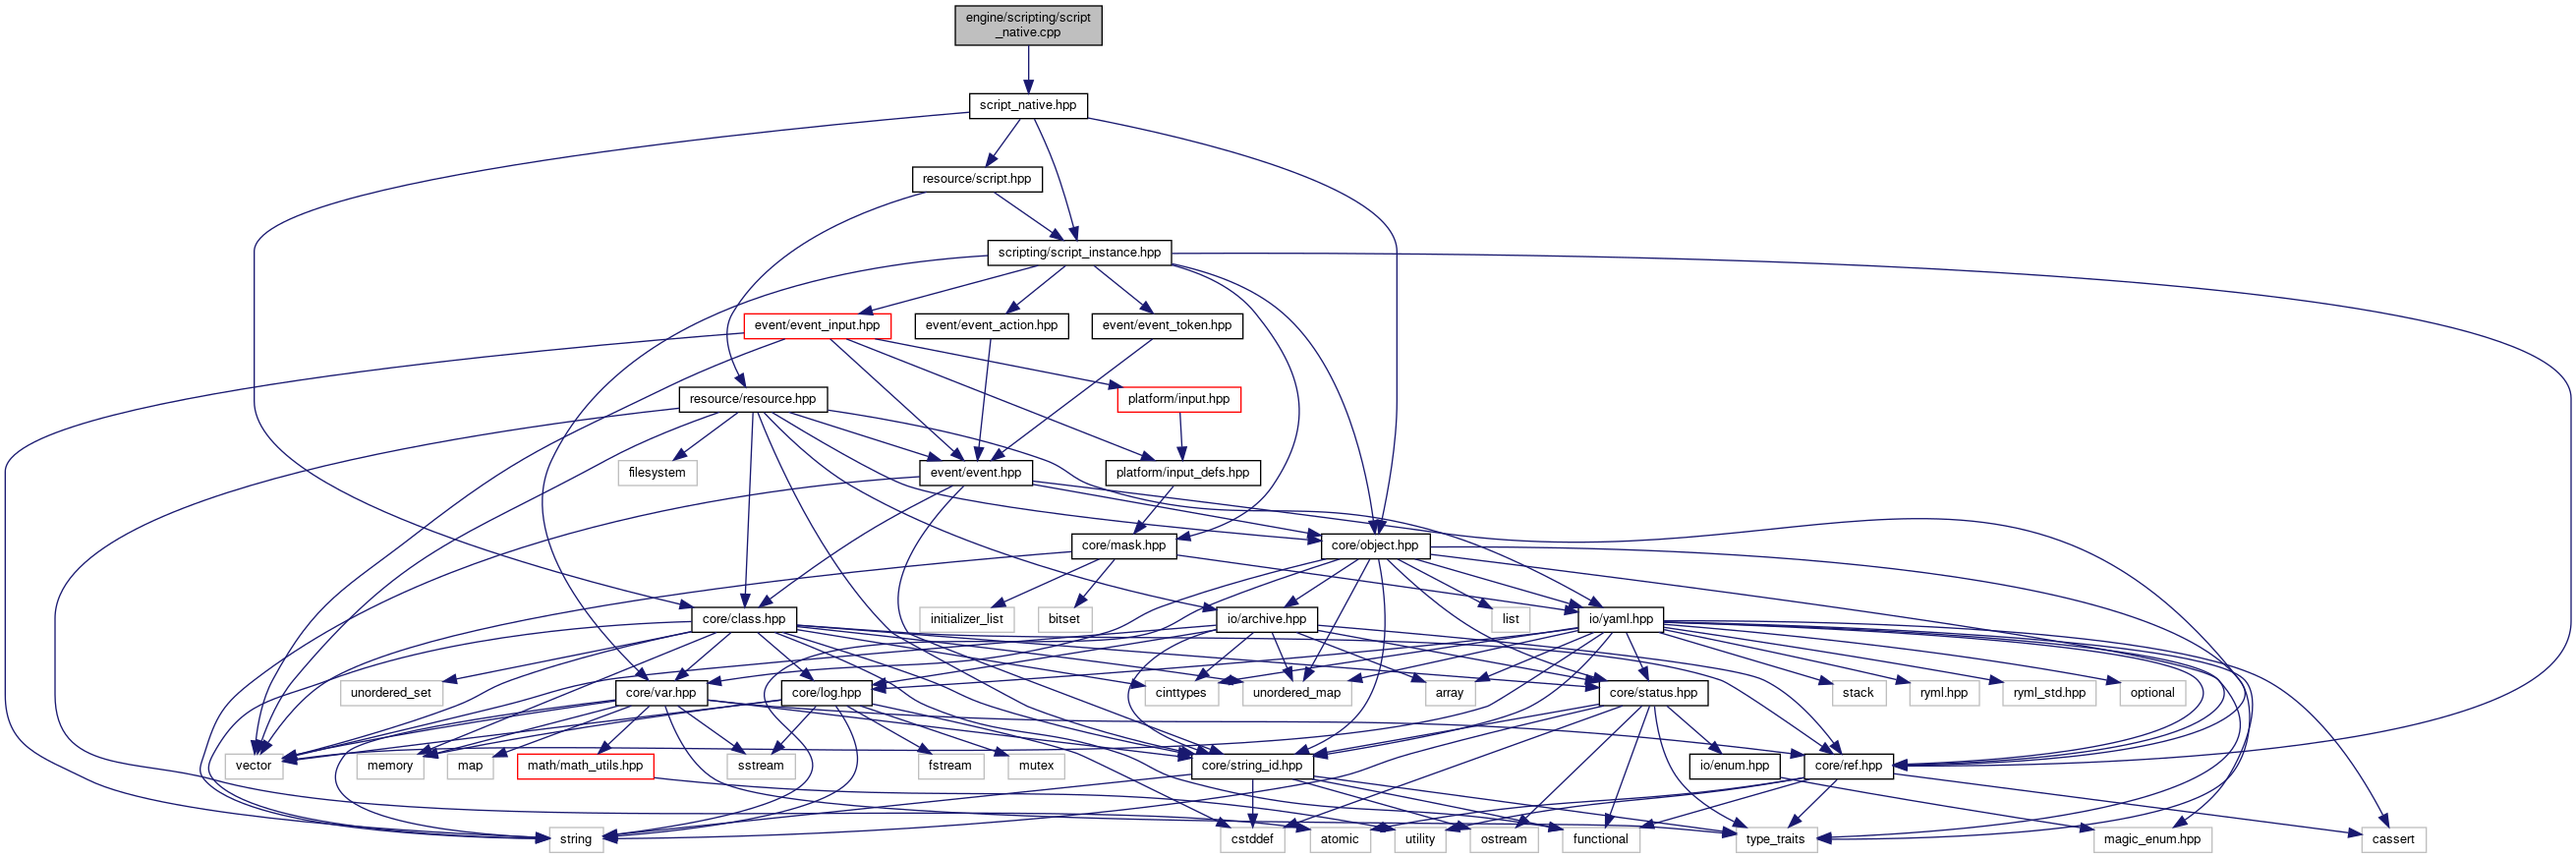 engine/scripting/script
_native.cpp
script_native.hpp
resource/script.hpp
scripting/script_instance.hpp
event/event_input.hpp
event/event_action.hpp
event/event_token.hpp
resource/resource.hpp
platform/input.hpp
filesystem
event/event.hpp
platform/input_defs.hpp
core/mask.hpp
core/object.hpp
core/class.hpp
initializer_list
bitset
io/archive.hpp
list
io/yaml.hpp
unordered_set
core/var.hpp
core/log.hpp
cinttypes
unordered_map
array
core/status.hpp
stack
ryml.hpp
ryml_std.hpp
optional
vector
memory
map
math/math_utils.hpp
sstream
fstream
mutex
core/string_id.hpp
io/enum.hpp
core/ref.hpp
string
cstddef
atomic
utility
ostream
functional
type_traits
magic_enum.hpp
cassert